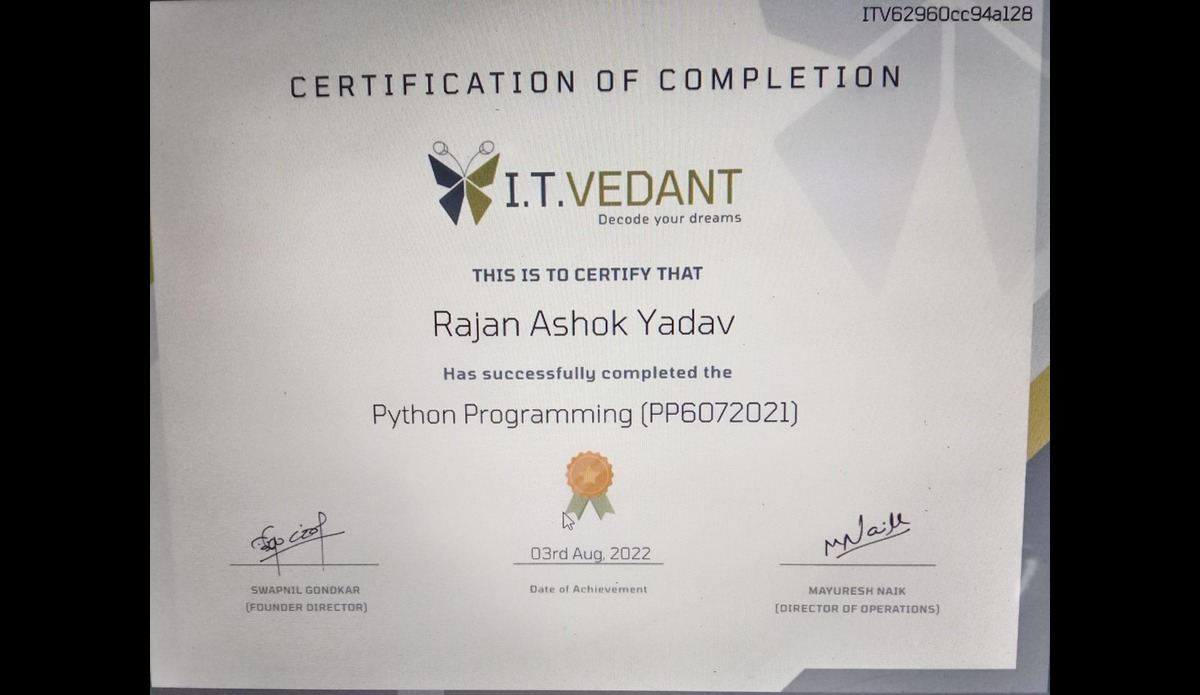 ITV62960cc94a128
CERTIFICATION OF COMPLETION
I.T.VEDANT
Decode your dreams
THIS IS TO CERTIFY THAT
Rajan Ashok Yadav
Has successfully completed the
Python Programming (PP6072021)
03rd Aug, 2022
Date of Achievement
SWAPNIL GONDKAR
(FOUNDER DIRECTOR)
MNaik
MAYURESH NAIK
(DIRECTOR OF OPERATIONS)